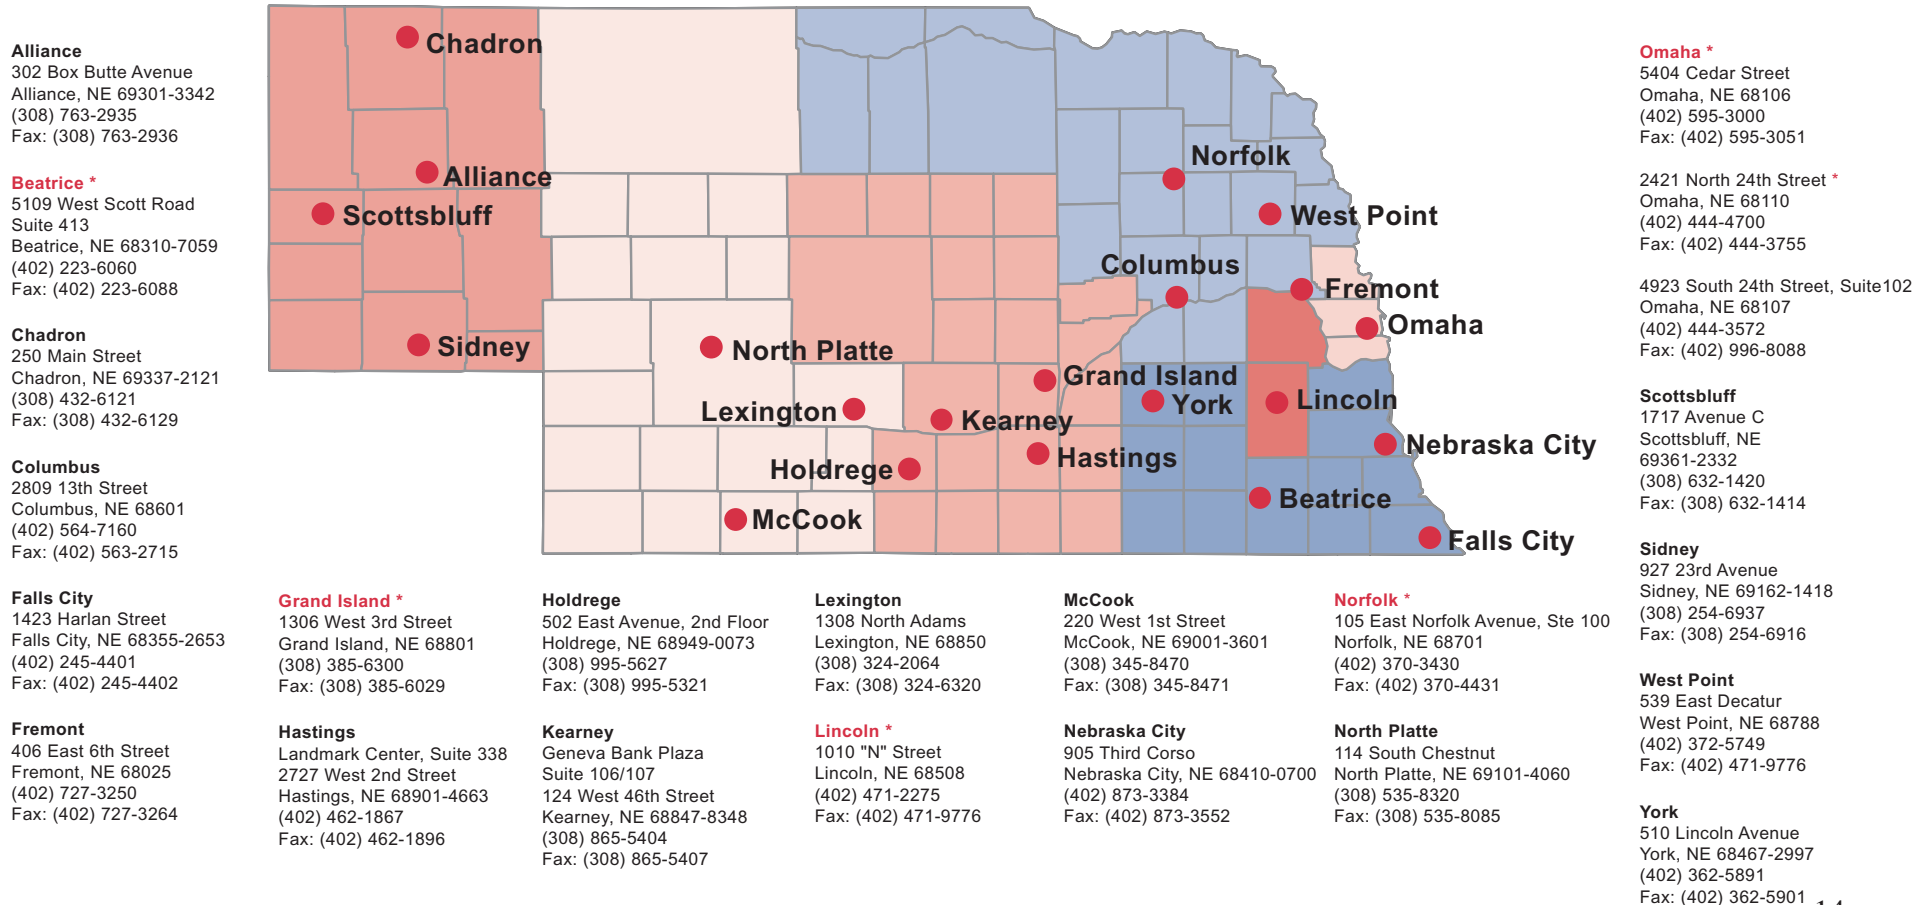 Chadron
Alliance
Scottsbluff
Sidney
North Platte
Lexington
Holdrege
McCook
Kearney
Grand Island
Hastings
Norfolk
West Point
Columbus
Fremont
Omaha
York
Lincoln
Nebraska City
Beatrice
Falls City
Alliance
302 Box Butte Avenue
Alliance, NE 69301-3342
(308) 763-2935
Fax: (308) 763-2936
Beatrice *
5109 West Scott Road
Suite 413
Beatrice, NE 68310-7059
(402) 223-6060
Fax: (402) 223-6088
Chadron
250 Main Street
Chadron, NE 69337-2121
(308) 432-6121
Fax: (308) 432-6129
Columbus
2809 13th Street
Columbus, NE 68601
(402) 564-7160
Fax: (402) 563-2715
Falls City
1423 Harlan Street
Falls City, NE 68355-2653
(402) 245-4401
Fax: (402) 245-4402
Fremont
406 East 6th Street
Fremont, NE 68025
(402) 727-3250
Fax: (402) 727-3264
Grand Island *
1306 West 3rd Street
Grand Island, NE 68801
(308) 385-6300
Fax: (308) 385-6029
Hastings
Landmark Center, Suite 338
2727 West 2nd Street
Hastings, NE 68901-4663
(402) 462-1867
Fax: (402) 462-1896
Holdrege
502 East Avenue, 2nd Floor
Holdrege, NE 68949-0073
(308) 995-5627
Fax: (308) 995-5321
Kearney
Geneva Bank Plaza
Suite 106/107
124 West 46th Street
Kearney, NE 68847-8348
(308) 865-5404
Fax: (308) 865-5407
Lexington
1308 North Adams
Lexington, NE 68850
(308) 324-2064
Fax: (308) 324-6320
Lincoln *
1010 "N" Street
Lincoln, NE 68508
(402) 471-2275
Fax: (402) 471-9776
McCook
220 West 1st Street
McCook, NE 69001-3601
(308) 345-8470
Fax: (308) 345-8471
Nebraska City
905 Third Corso
Nebraska City, NE 68410-0700
(402) 873-3384
Fax: (402) 873-3552
Norfolk *
105 East Norfolk Avenue, Ste 100
Norfolk, NE 68701
(402) 370-3430
Fax: (402) 370-4431
North Platte
114 South Chestnut
North Platte, NE 69101-4060
(308) 535-8320
Fax: (308) 535-8085
Omaha *
5404 Cedar Street
Omaha, NE 68106
(402) 595-3000
Fax: (402) 595-3051
2421 North 24th Street *
Omaha, NE 68110
(402) 444-4700
Fax: (402) 444-3755
4923 South 24th Street, Suite102
Omaha, NE 68107
(402) 444-3572
Fax: (402) 996-8088
Scottsbluff
1717 Avenue C
Scottsbluff, NE
69361-2332
(308) 632-1420
Fax: (308) 632-1414
Sidney
927 23rd Avenue
Sidney, NE 69162-1418
(308) 254-6937
Fax: (308) 254-6916
West Point
539 East Decatur
West Point, NE 68788
(402) 372-5749
Fax: (402) 471-9776
York
510 Lincoln Avenue
York, NE 68467-2997
(402) 362-5891
Fax: (402) 362-5901